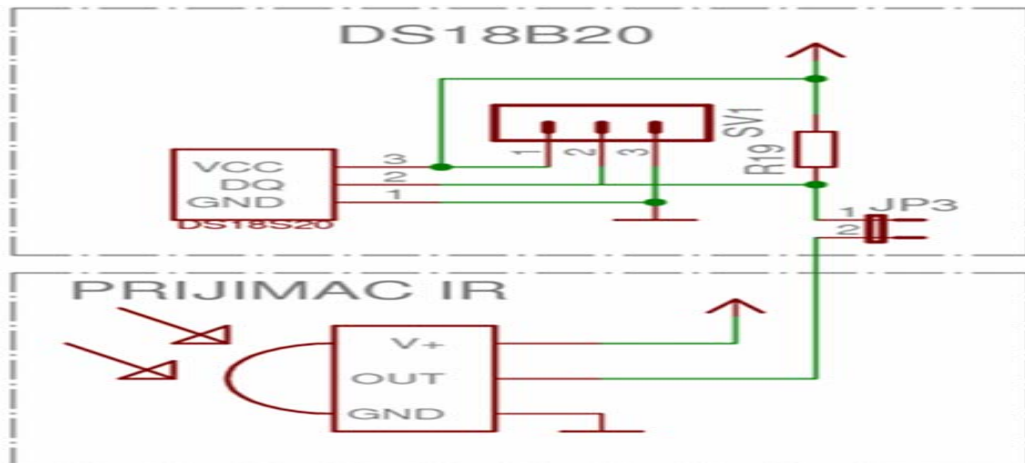 DS18B20
SV1
1 2 3
R19
VCC 3
DQ 2
GND 1
DS18S20
JP3
1
2
PRIJIMAC IR
V+
OUT
GND